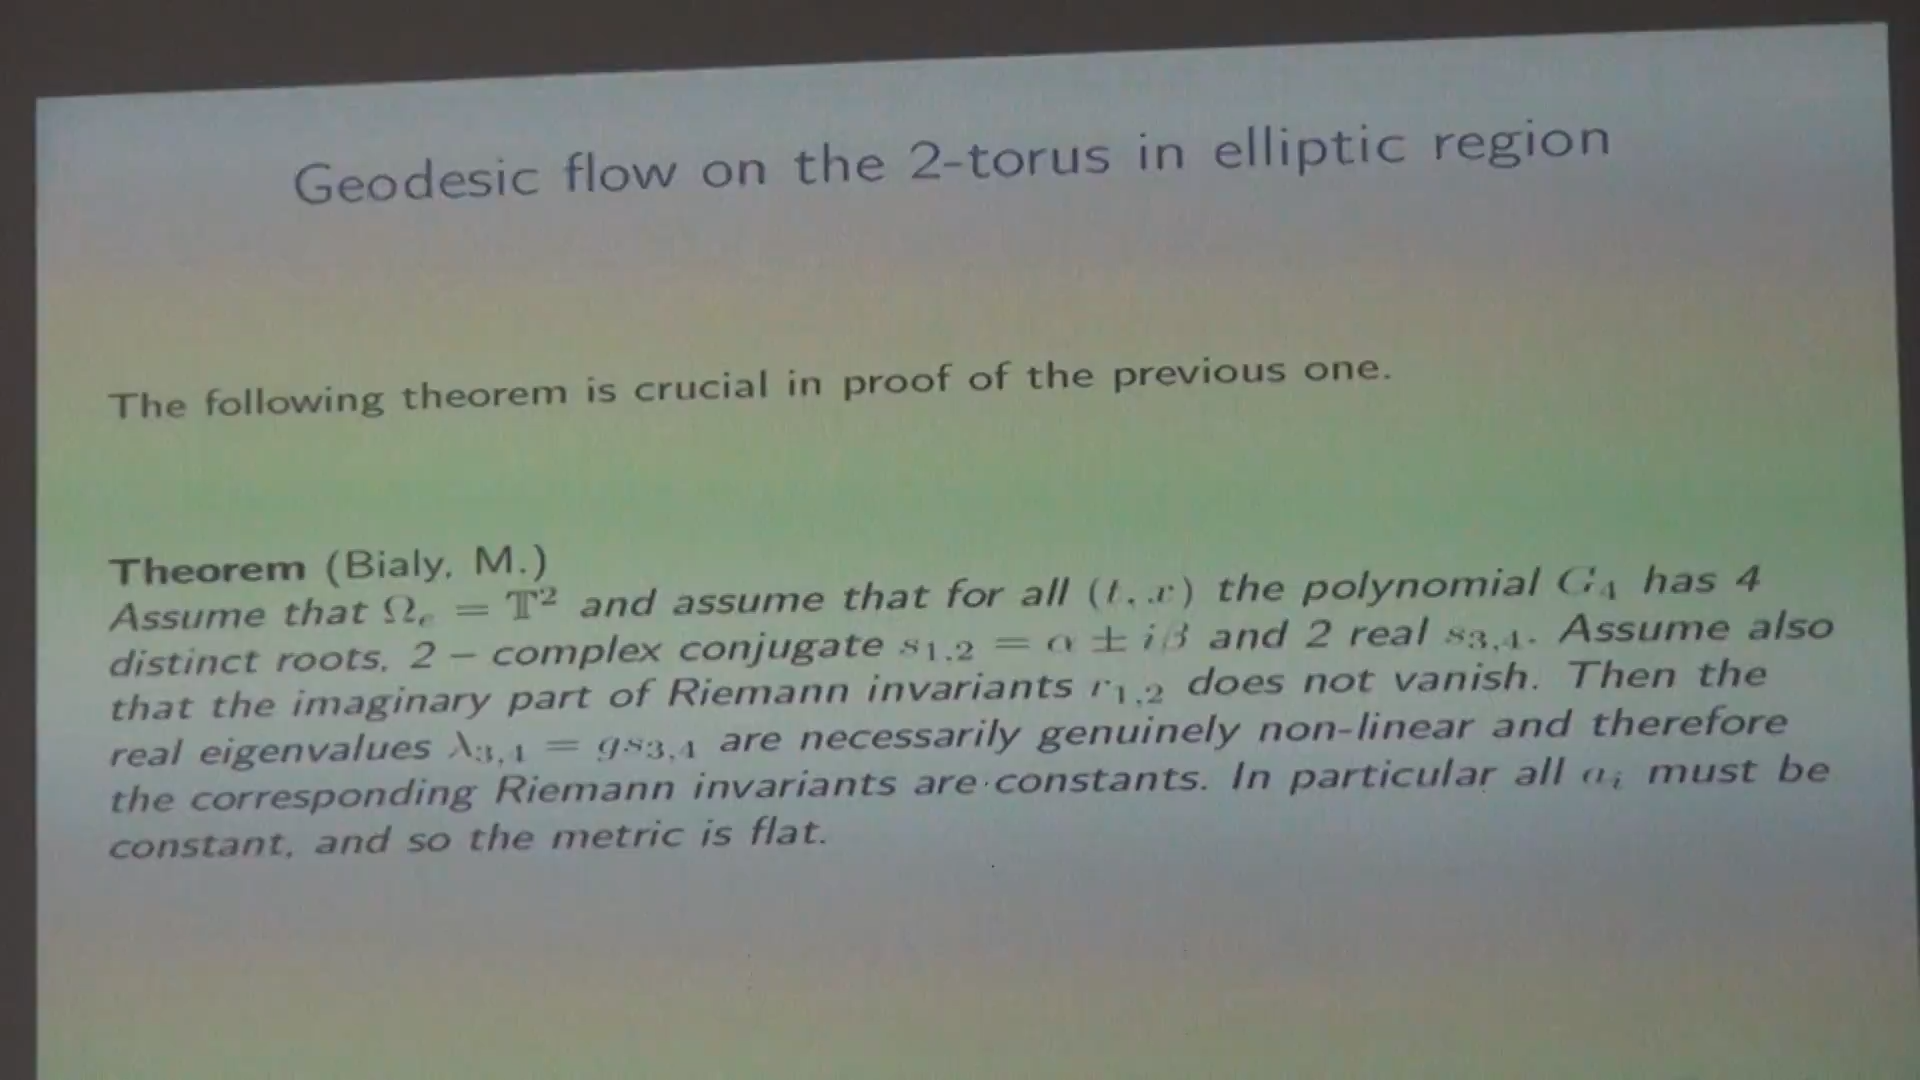 Geodesic flow on the 2-torus in elliptic region
The following theorem is crucial in proof of the previous one.
Theorem (Bialy, M.)
Assume that Ωₑ = 𝕋² and assume that for all (t, x) the polynomial G₄ has 4
distinct roots, 2 – complex conjugate s₁,₂ = α ± iβ and 2 real s₃,₄. Assume also
that the imaginary part of Riemann invariants r₁,₂ does not vanish. Then the
real eigenvalues λ₃,₄ = gs₃,₄ are necessarily genuinely non-linear and therefore
the corresponding Riemann invariants are constants. In particular all aᵢ must be
constant, and so the metric is flat.